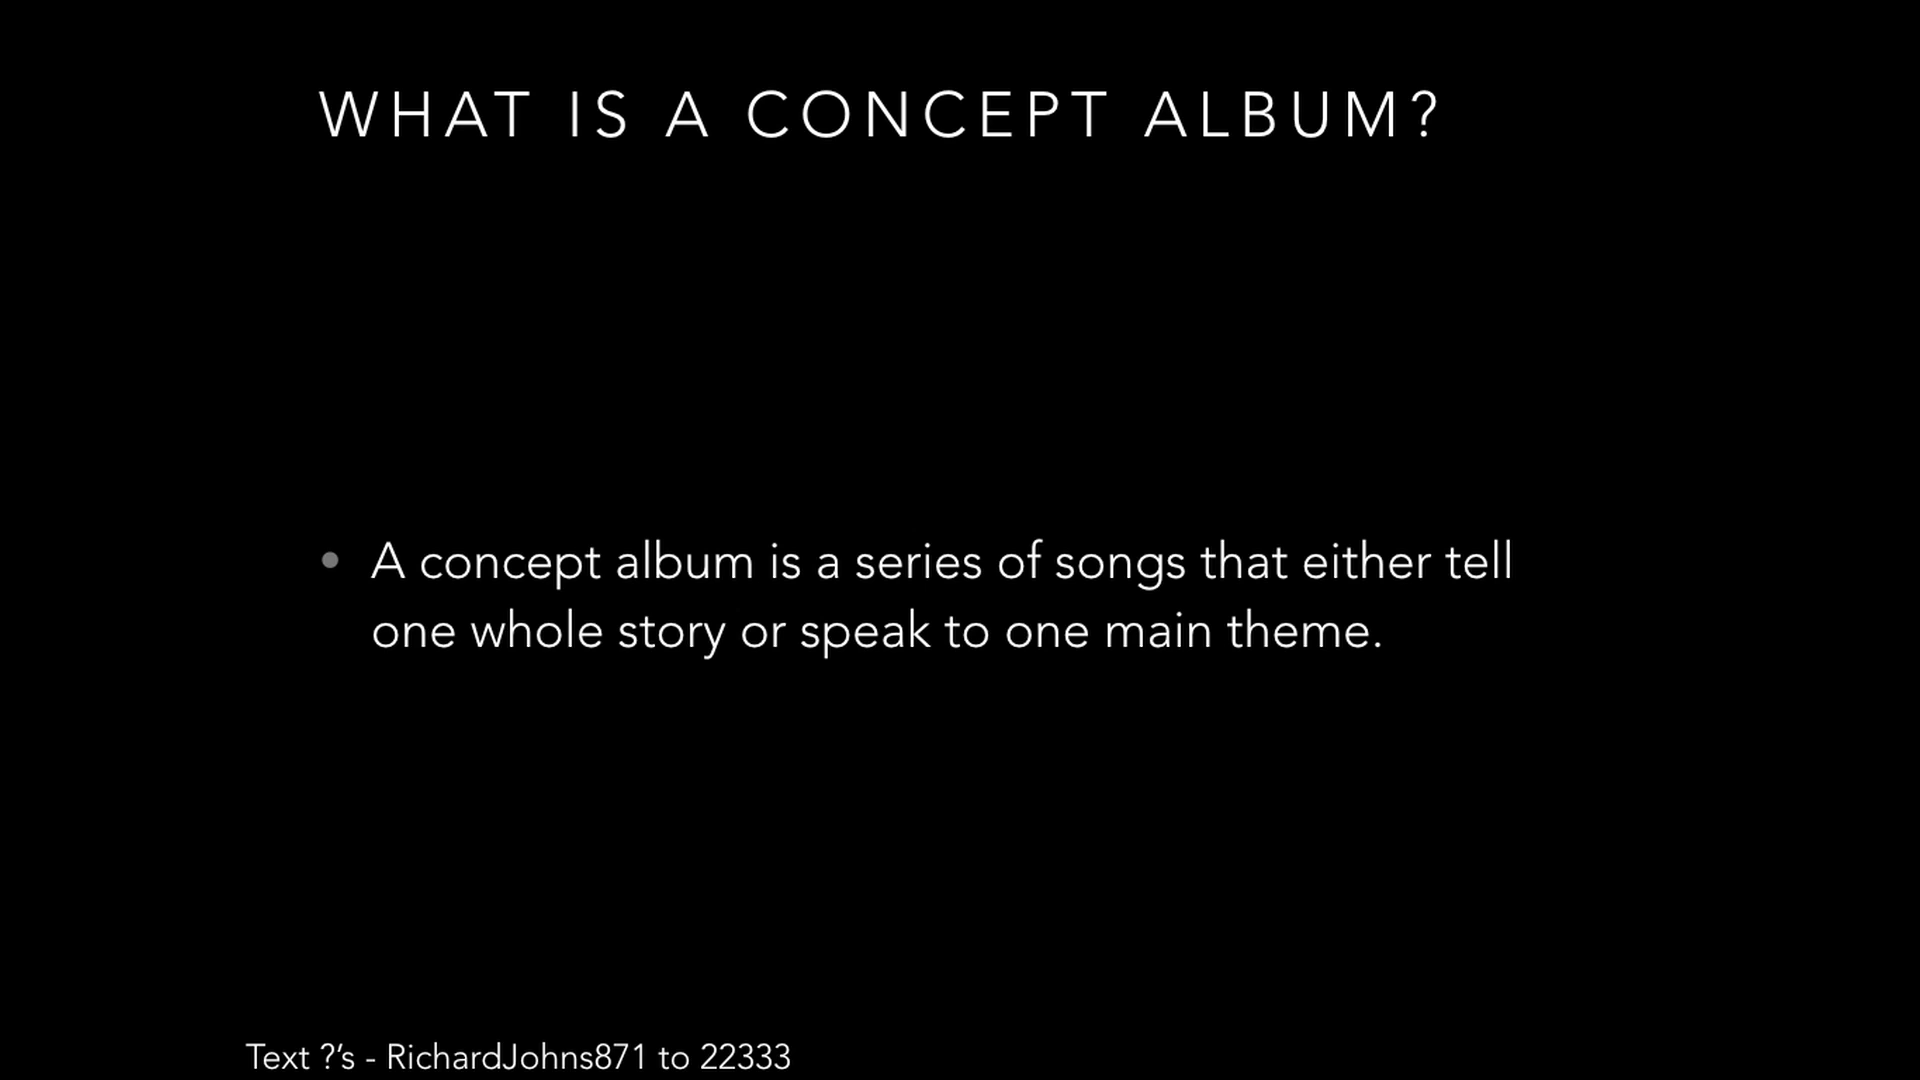 WHAT IS A CONCEPT ALBUM?
• A concept album is a series of songs that either tell
one whole story or speak to one main theme.
Text ?’s - RichardJohns871 to 22333